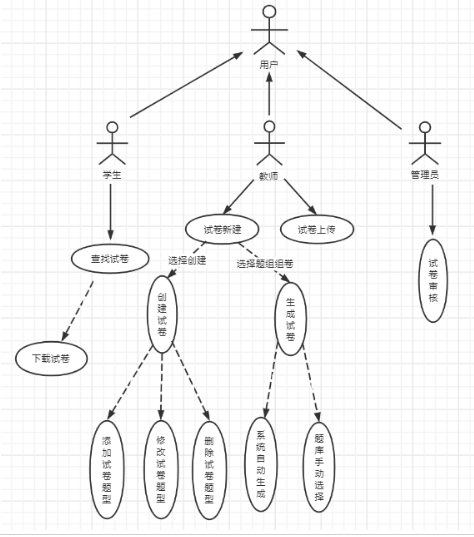 用户
学生
教师
管理员
试卷新建
试卷上传
查找试卷
选择创建
选择题组组卷
试卷审核
创建试卷
生成试卷
下载试卷
添加试卷题型
修改试卷题型
删除试卷题型
系统自动生成
题库手动选择